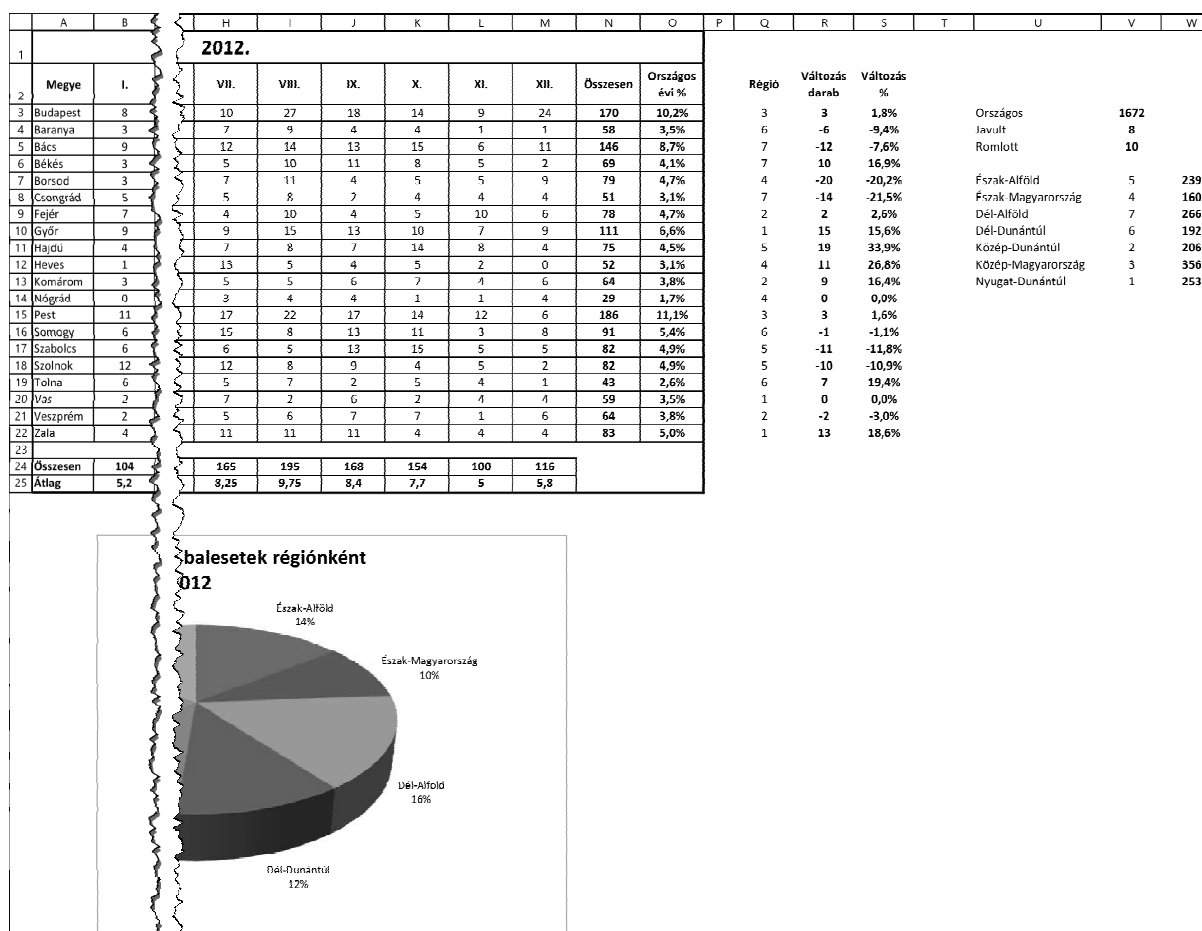 A B H I J K L M N O P Q R S T U V W
1 2012.
2 Megye I. VII. VIII. IX. X. XI. XII. Összesen Országos évi % Régió Változás darab Változás %
3 Budapest 8 10 27 18 14 9 24 170 10,2% 3 3 1,8% Országos 1672
4 Baranya 3 7 9 4 4 1 1 58 3,5% 6 -6 -9,4% Javult 8
5 Bács 9 12 14 13 15 6 11 146 8,7% 7 -12 -7,6% Romlott 10
6 Békés 3 5 10 11 8 5 2 69 4,1% 7 10 16,9%
7 Borsod 3 7 11 4 5 5 9 79 4,7% 4 -20 -20,2% Észak-Alföld 5 239
8 Csongrád 5 5 8 2 4 4 4 51 3,1% 7 -14 -21,5% Észak-Magyarország 4 160
9 Fejér 7 4 10 4 5 10 6 78 4,7% 2 2 2,6% Dél-Alföld 7 266
10 Győr 9 9 15 13 10 7 9 111 6,6% 1 15 15,6% Dél-Dunántúl 6 192
11 Hajdú 4 7 8 7 14 8 4 75 4,5% 5 19 33,9% Közép-Dunántúl 2 206
12 Heves 1 13 5 4 5 2 0 52 3,1% 4 11 26,8% Közép-Magyarország 3 356
13 Komárom 3 5 5 6 7 4 6 64 3,8% 2 9 16,4% Nyugat-Dunántúl 1 253
14 Nógrád 0 3 4 4 1 1 4 29 1,7% 4 0 0,0%
15 Pest 11 17 22 17 14 12 6 186 11,1% 3 3 1,6%
16 Somogy 6 15 8 13 11 3 8 91 5,4% 6 -1 -1,1%
17 Szabolcs 6 6 5 13 15 5 5 82 4,9% 5 -11 -11,8%
18 Szolnok 12 12 8 9 4 5 2 82 4,9% 5 -10 -10,9%
19 Tolna 6 5 7 2 5 4 1 43 2,6% 6 7 19,4%
20 Vas 2 7 2 6 2 4 4 59 3,5% 1 0 0,0%
21 Veszprém 2 5 6 7 7 1 6 64 3,8% 2 -2 -3,0%
22 Zala 4 11 11 11 4 4 4 83 5,0% 1 13 18,6%
23
24 Összesen 104 165 195 168 154 100 116
25 Átlag 5,2 8,25 9,75 8,4 7,7 5 5,8
balesetek régiónként
012
Észak-Alföld
14%
Észak-Magyarország
10%
Dél-Alföld
16%
Dél-Dunántúl
12%